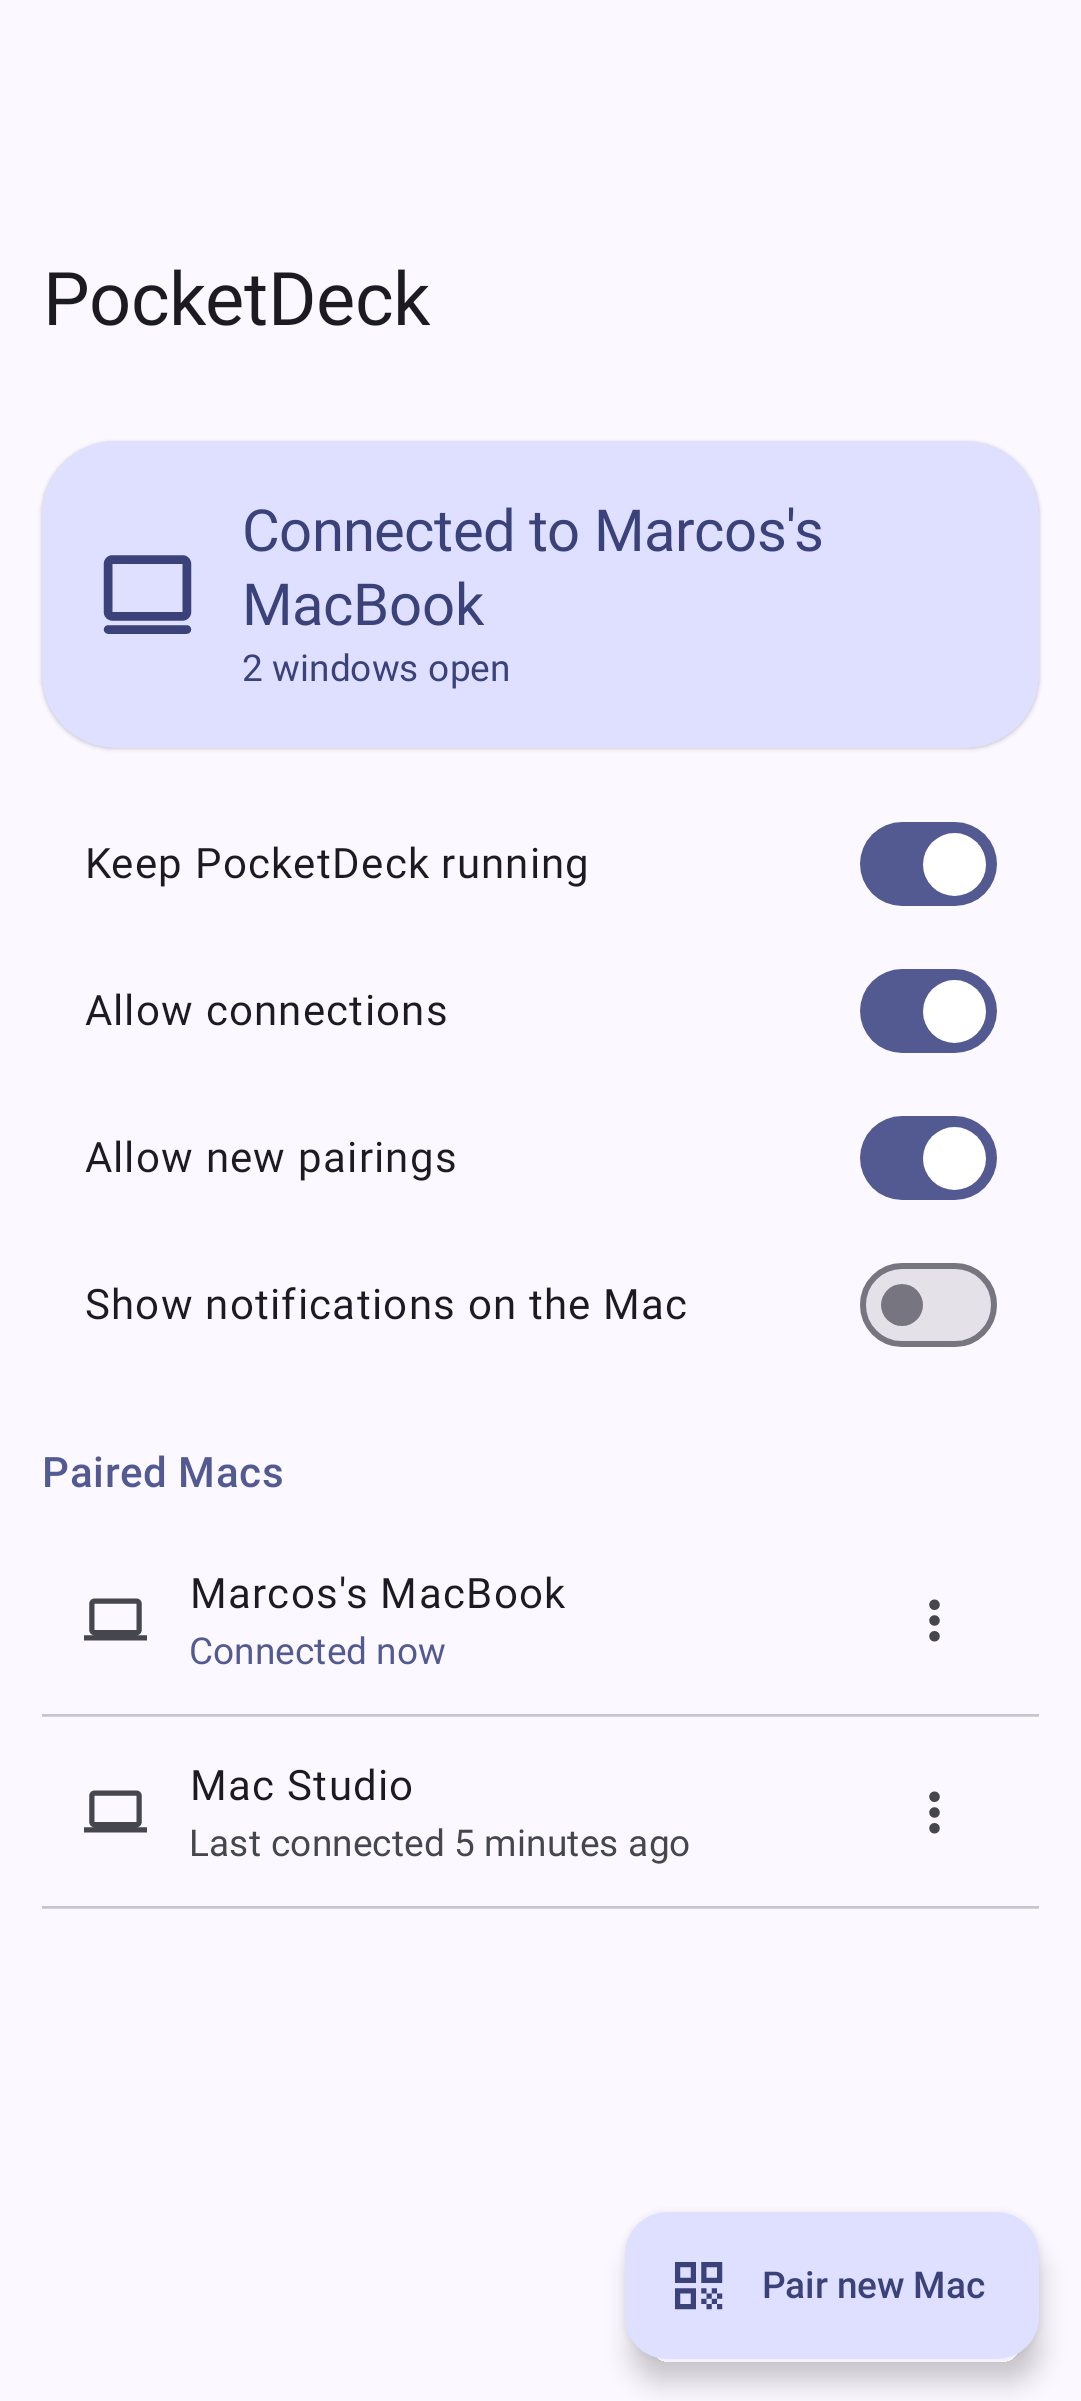 PocketDeck
Connected to Marcos's
MacBook
2 windows open
Keep PocketDeck running
Allow connections
Allow new pairings
Show notifications on the Mac
Paired Macs
Marcos's MacBook
Connected now
Mac Studio
Last connected 5 minutes ago
Pair new Mac